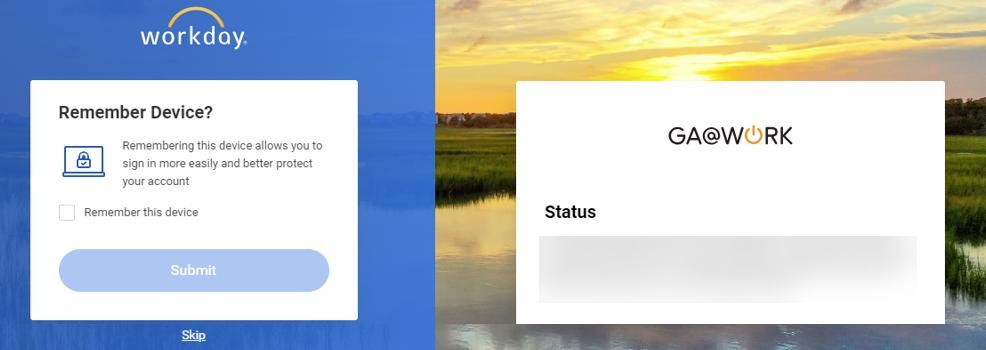 workday.
Remember Device?
Remembering this device allows you to
sign in more easily and better protect
your account
Remember this device
Submit
Skip
GA@WORK
Status